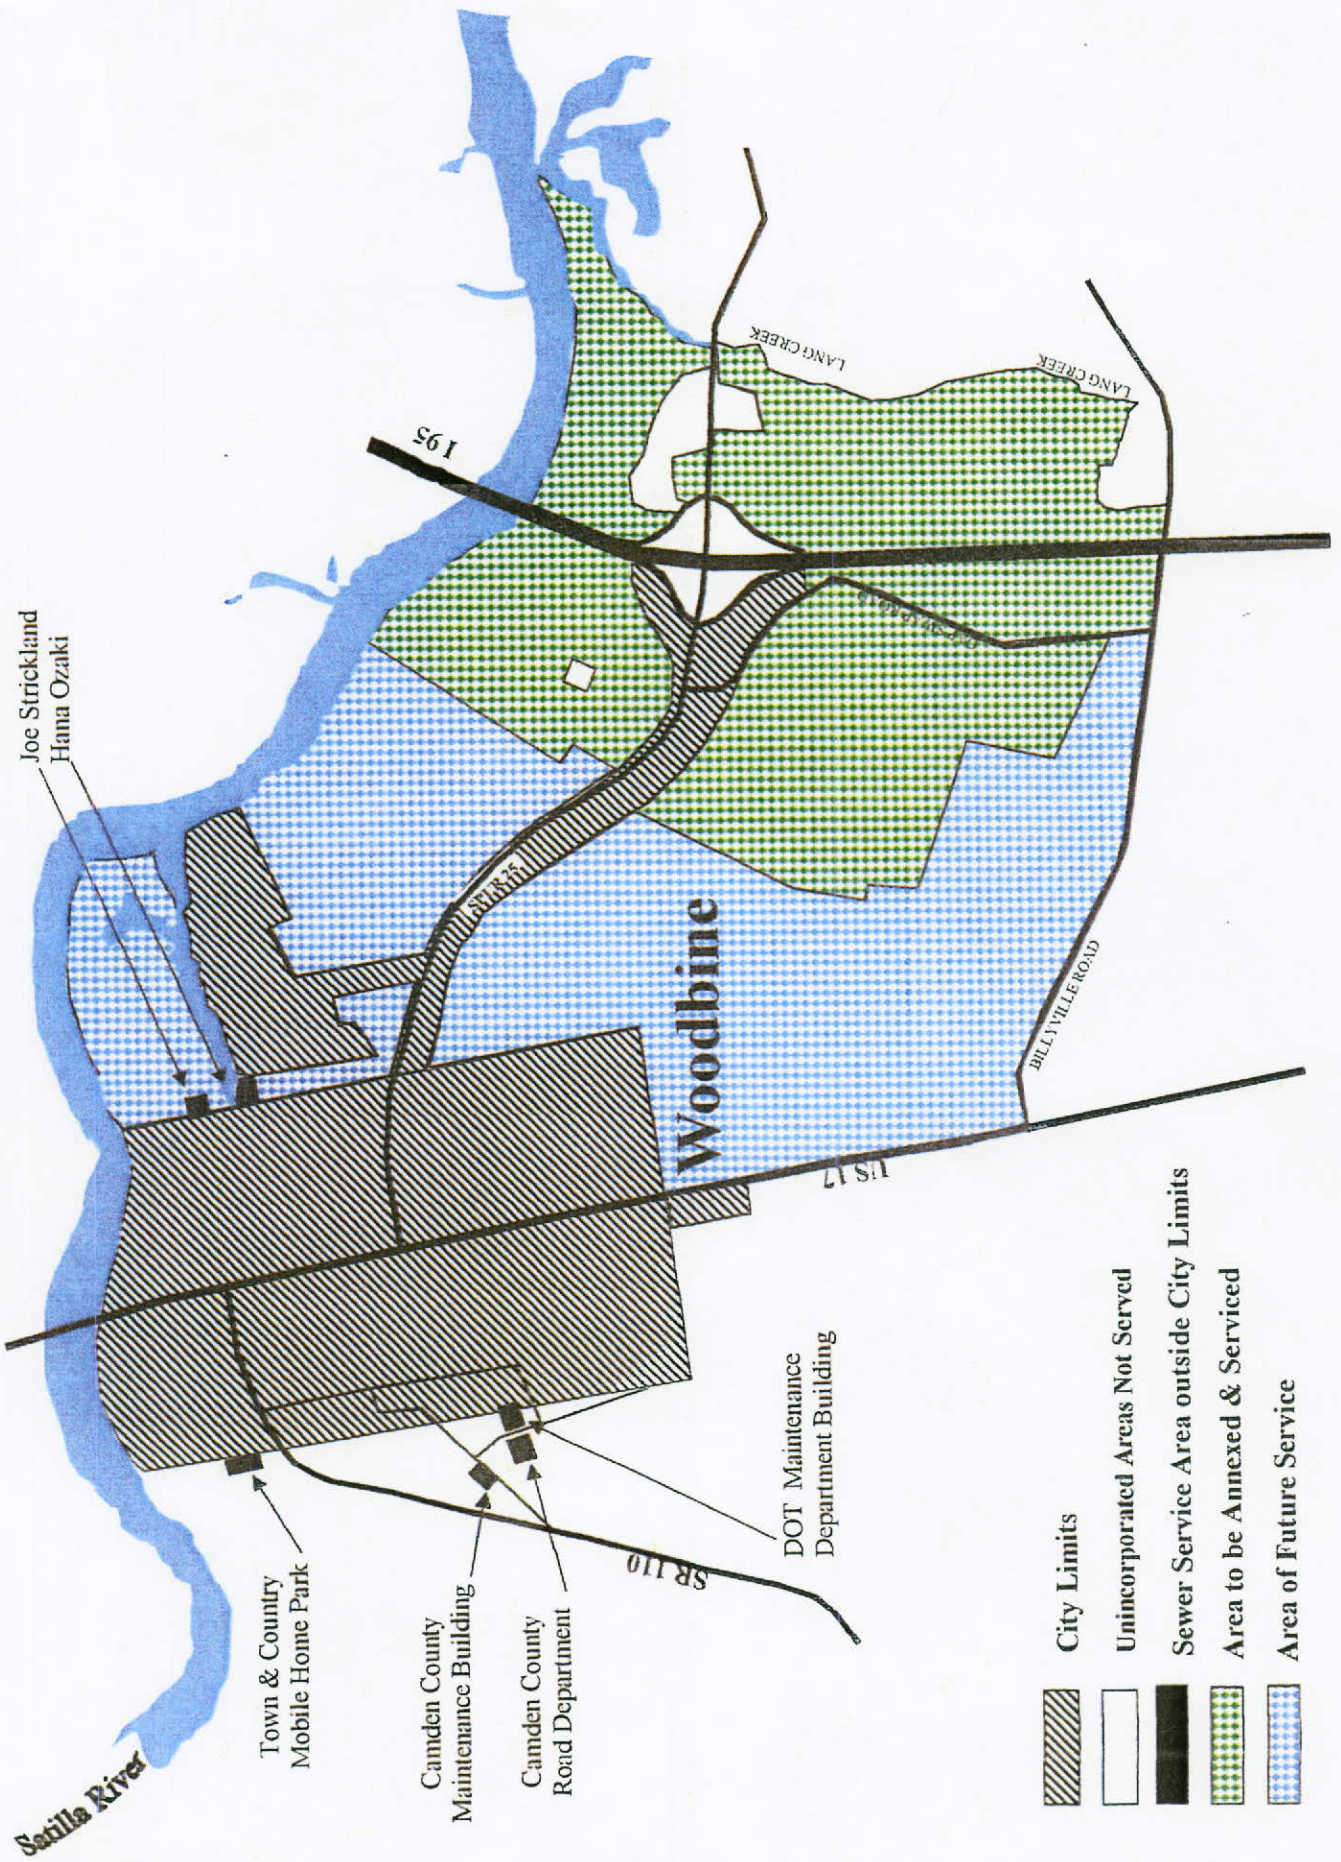 Satilla River
Town & Country
Mobile Home Park
Camden County
Maintenance Building
Camden County
Road Department
DOT Maintenance
Department Building
Joe Strickland
Hana Ozaki
SR 110
US 17
Woodbine
BILLYVILLE ROAD
I 95
LANG CREEK
LANG CREEK
City Limits
Unincorporated Areas Not Served
Sewer Service Area outside City Limits
Area to be Annexed & Serviced
Area of Future Service